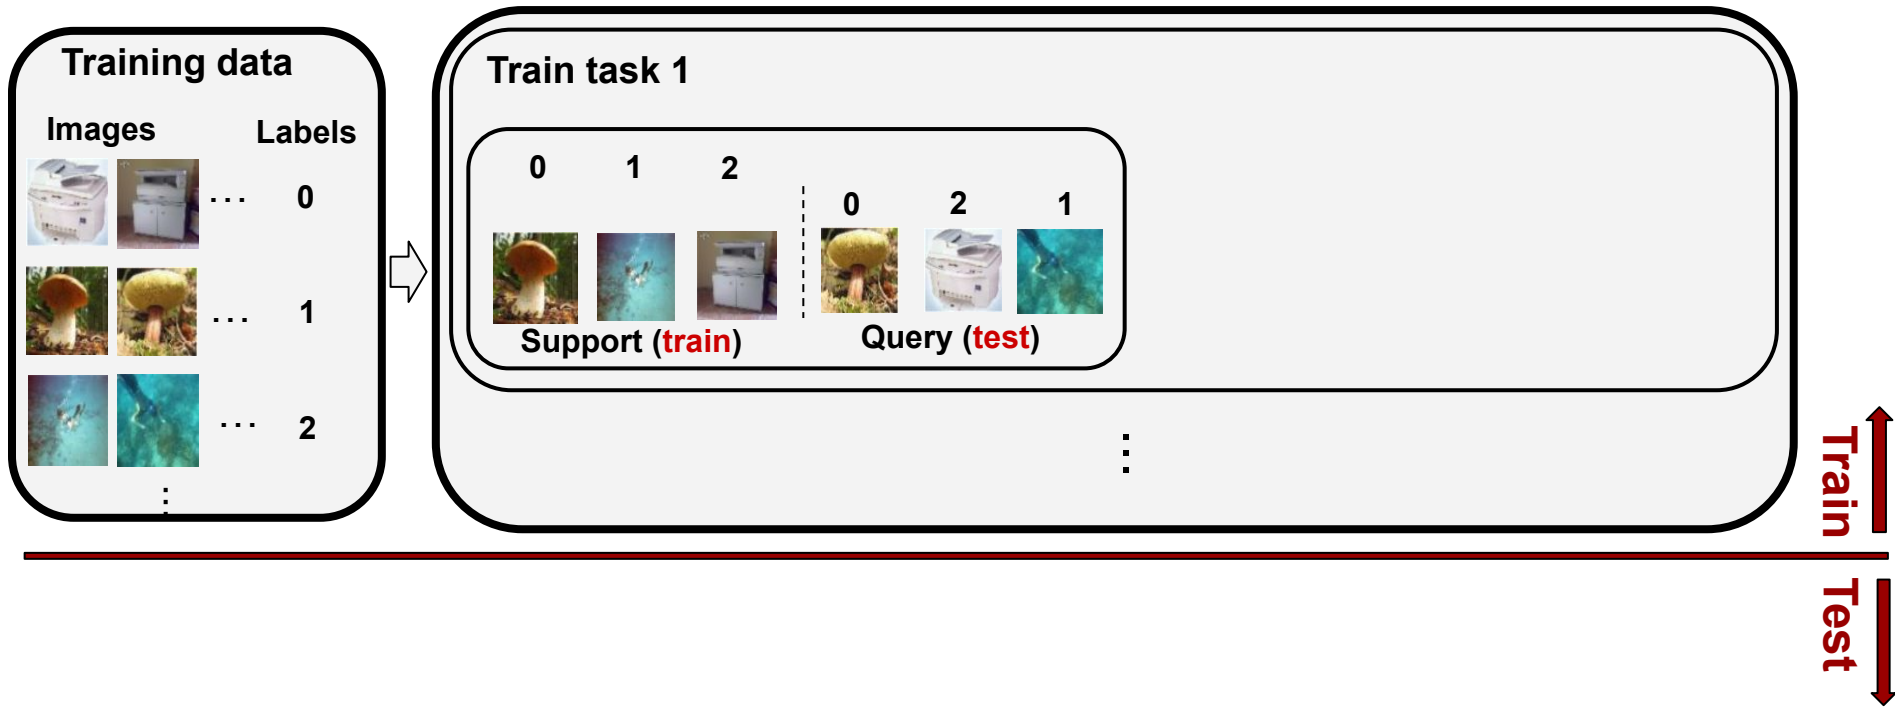 Training data
Images Labels
0
1
2
Train task 1
0 1 2
0 2 1
Support (train)
Query (test)
Train
Test